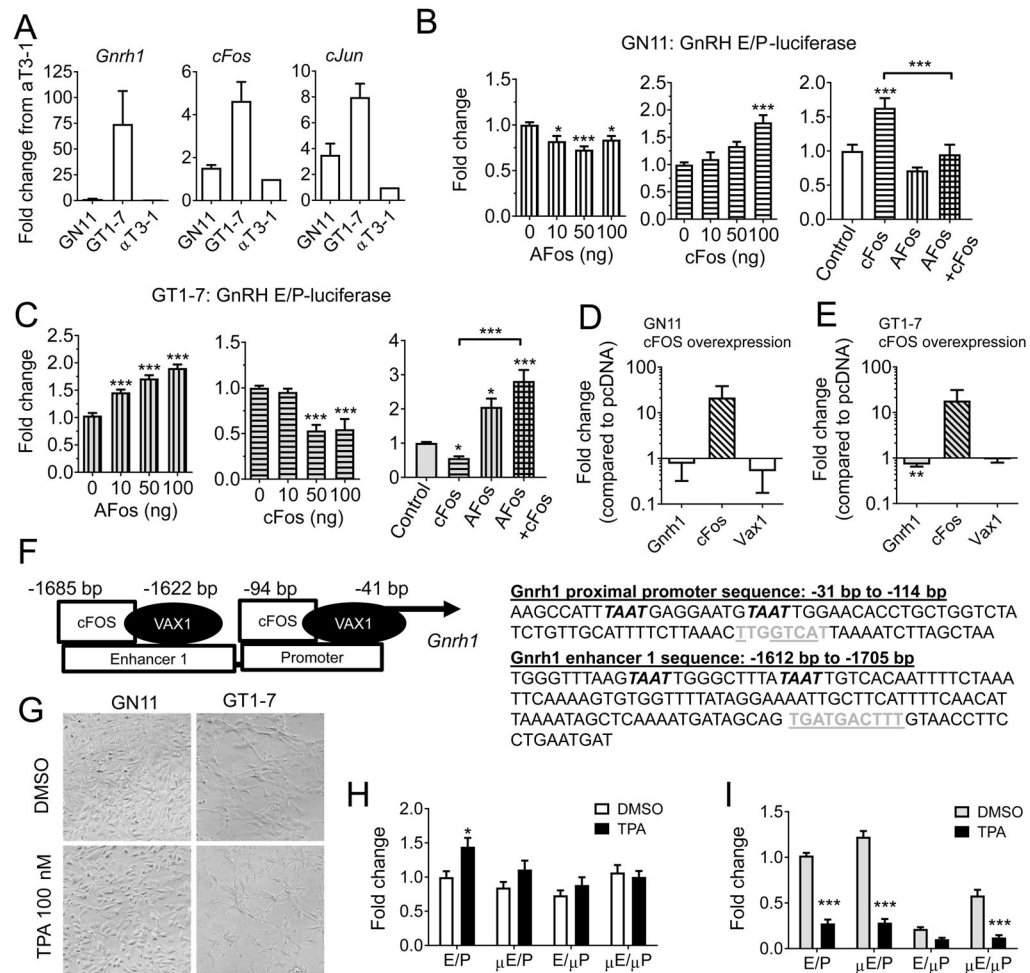 A
Gnrh1
cFos
cJun
Fold change from aT3-1
125
100
75
50
25
0
6
4
2
0
10
8
6
4
2
0
GN11
GT1-7
αT3-1
GN11
GT1-7
αT3-1
GN11
GT1-7
αT3-1
B
GN11: GnRH E/P-luciferase
Fold change
1.5
1.0
0.5
0.0
*
***
*
0 10 50 100
AFos (ng)
2.5
2.0
1.5
1.0
0.5
0.0
***
0 10 50 100
cFos (ng)
2.0
1.5
1.0
0.5
0.0
***
***
Control
cFos
AFos
AFos
+cFos
C
GT1-7: GnRH E/P-luciferase
Fold change
2.5
2.0
1.5
1.0
0.5
0.0
***
***
***
0 10 50 100
AFos (ng)
1.5
1.0
0.5
0.0
***
***
0 10 50 100
cFos (ng)
4
3
2
1
0
***
*
*
***
Control
cFos
AFos
AFos
+cFos
D
GN11
cFOS overexpression
Fold change
(compared to pcDNA)
100
10
1
0.1
Gnrh1
cFos
Vax1
E
GT1-7
cFOS overexpression
Fold change
(compared to pcDNA)
100
10
1
0.1
**
Gnrh1
cFos
Vax1
F
-1685 bp -1622 bp -94 bp -41 bp
cFOS VAX1 cFOS VAX1
Gnrh1
Enhancer 1 Promoter
Gnrh1 proximal promoter sequence: -31 bp to -114 bp
AAGCCATTTAATGAGGAATGTAATTGGAACACCTGCTGGTCTA
TCTGTTGCATTTTCTTAAACTTGGTCATTAAAATCTTAGCTAA
Gnrh1 enhancer 1 sequence: -1612 bp to -1705 bp
TGGGTTTAAGTAATTGGGCTTTATAATTGTCACAATTTTCTAAA
TTCAAAAGTGTGGTTTTATAGGAAAATTGCTTCATTTTCAACAT
TAAAATAGCTCAAAATGATAGCAG TGATGACTTTGTAACCTTC
CTGAATGAT
G
GN11 GT1-7
DMSO
TPA 100 nM
H
Fold change
2.0
1.5
1.0
0.5
0.0
*
DMSO
TPA
E/P µE/P E/µP µE/µP
I
Fold change
1.5
1.0
0.5
0.0
***
***
***
DMSO
TPA
E/P µE/P E/µP µE/µP